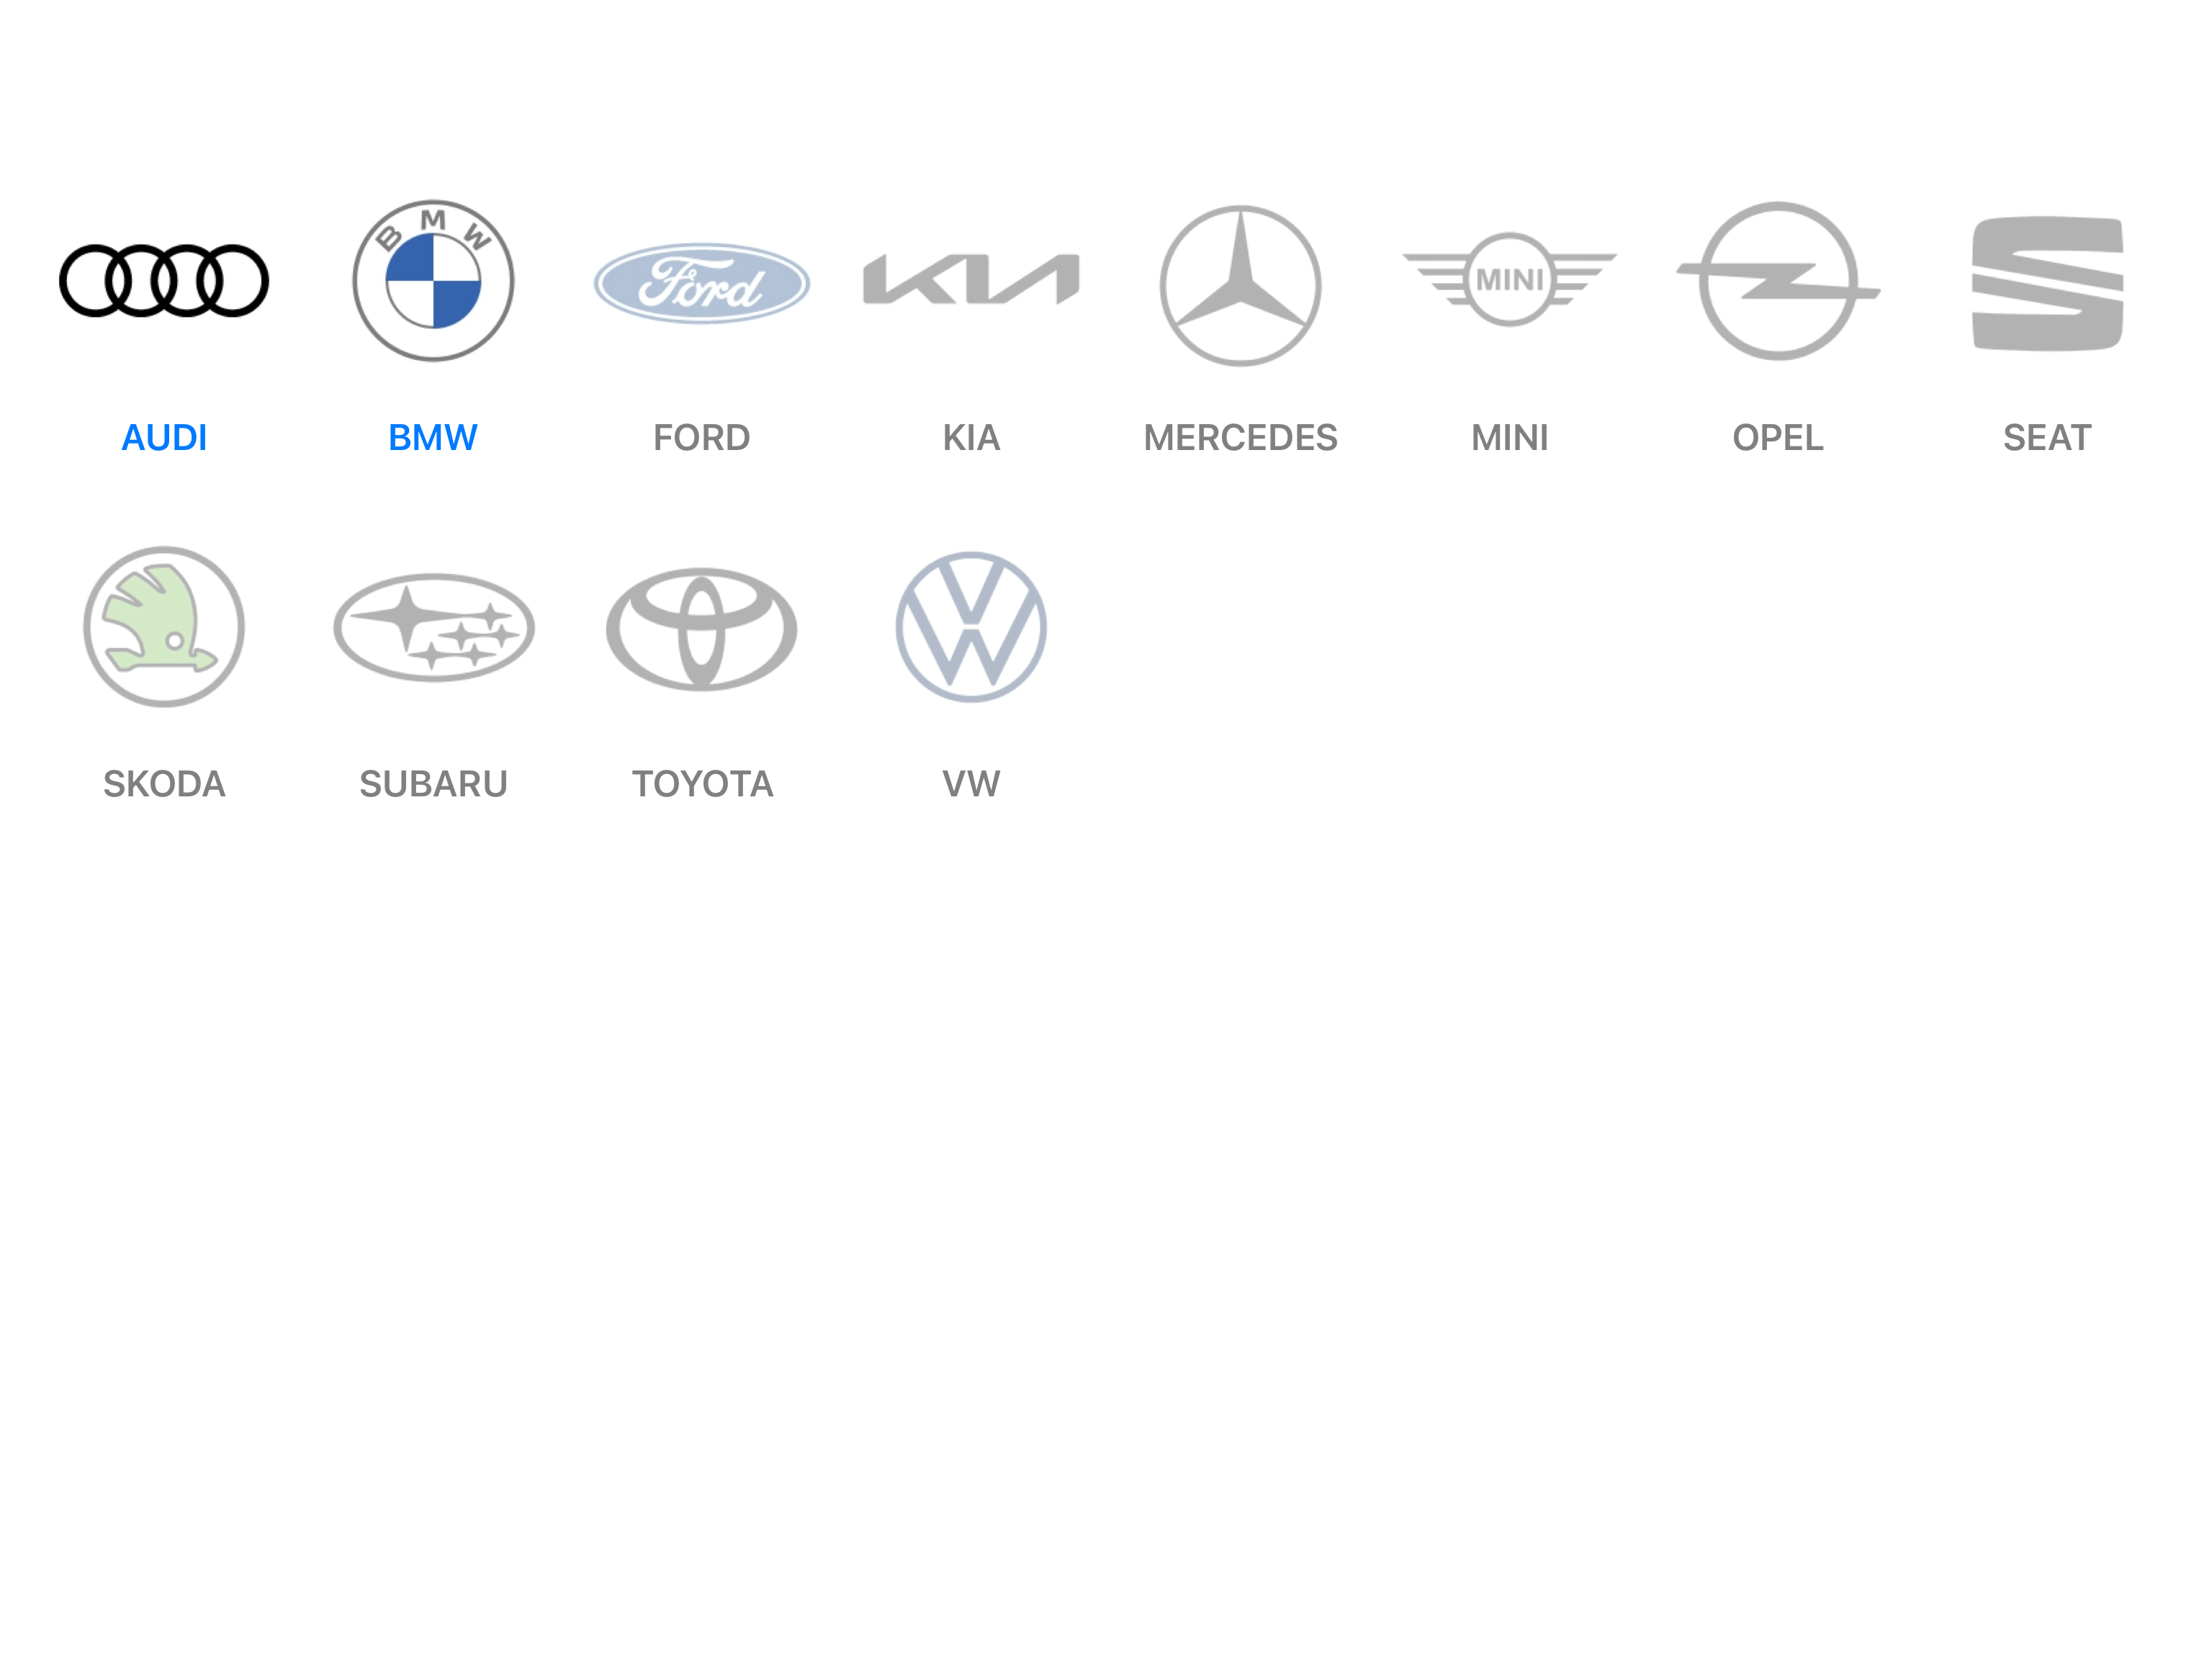 BMW
Ford
KIA
MINI
AUDI
BMW
FORD
KIA
MERCEDES
MINI
OPEL
SEAT
SKODA
SUBARU
TOYOTA
VW